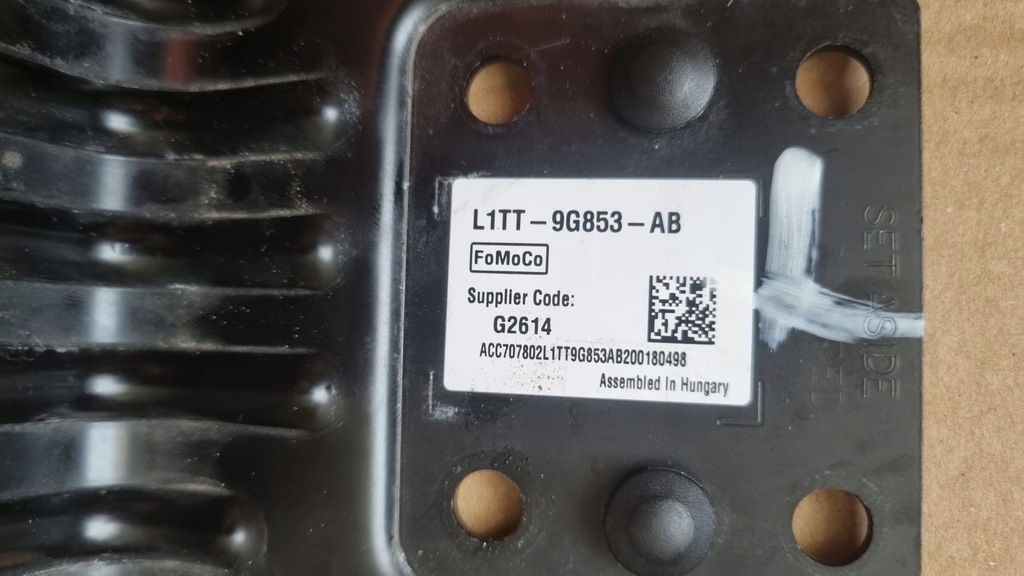 L1TT-9G853-AB
FoMoCo
Supplier Code:
G2614
ACC707802L1TT9G853AB200180498
Assembled In Hungary
SET ASIDE